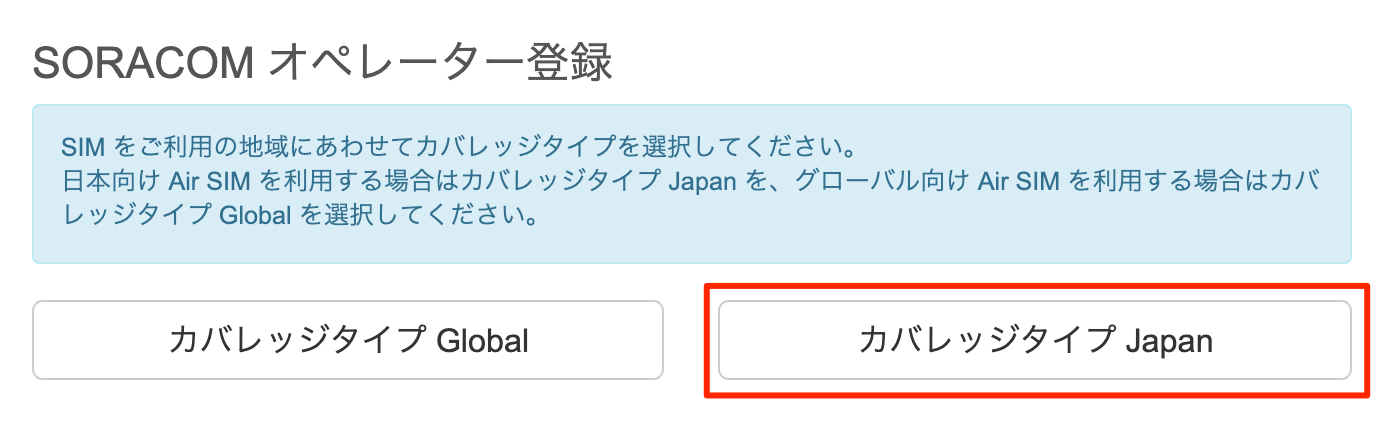 SORACOM オペレーター登録
SIM をご利用の地域にあわせてカバレッジタイプを選択してください。
日本向け Air SIM を利用する場合はカバレッジタイプ Japan を、グローバル向け Air SIM を利用する場合はカバ
レッジタイプ Global を選択してください。
カバレッジタイプ Global
カバレッジタイプ Japan